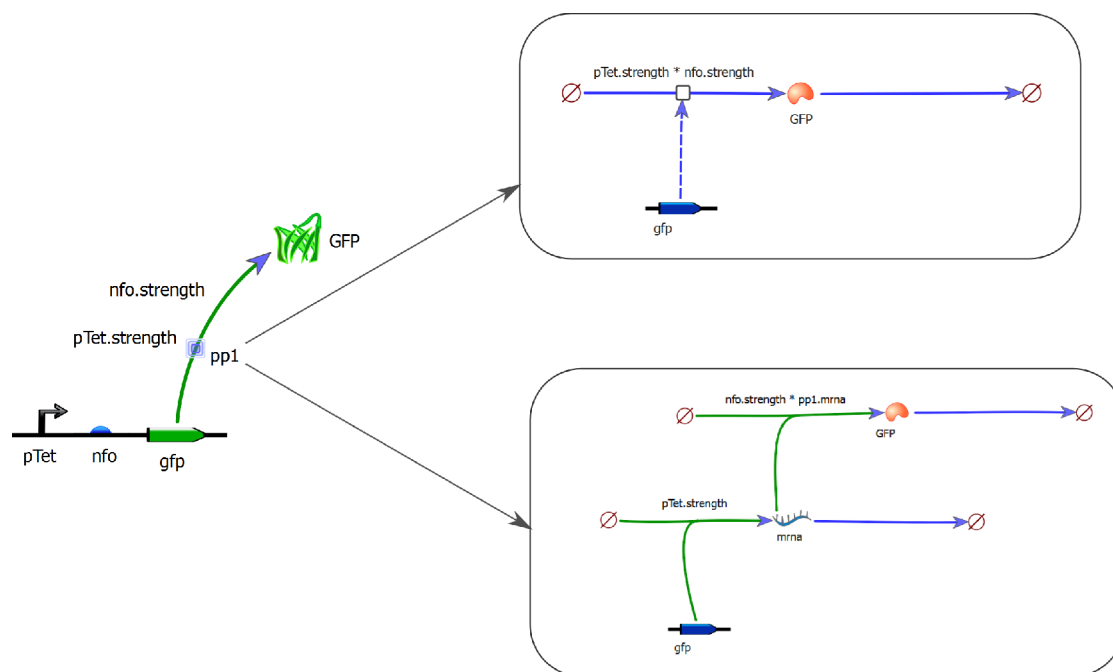 pTet.strength * nfo.strength
GFP
gfp
GFP
nfo.strength
pTet.strength
pp1
pTet
nfo
gfp
nfo.strength * pp1.mrna
GFP
pTet.strength
mrna
gfp